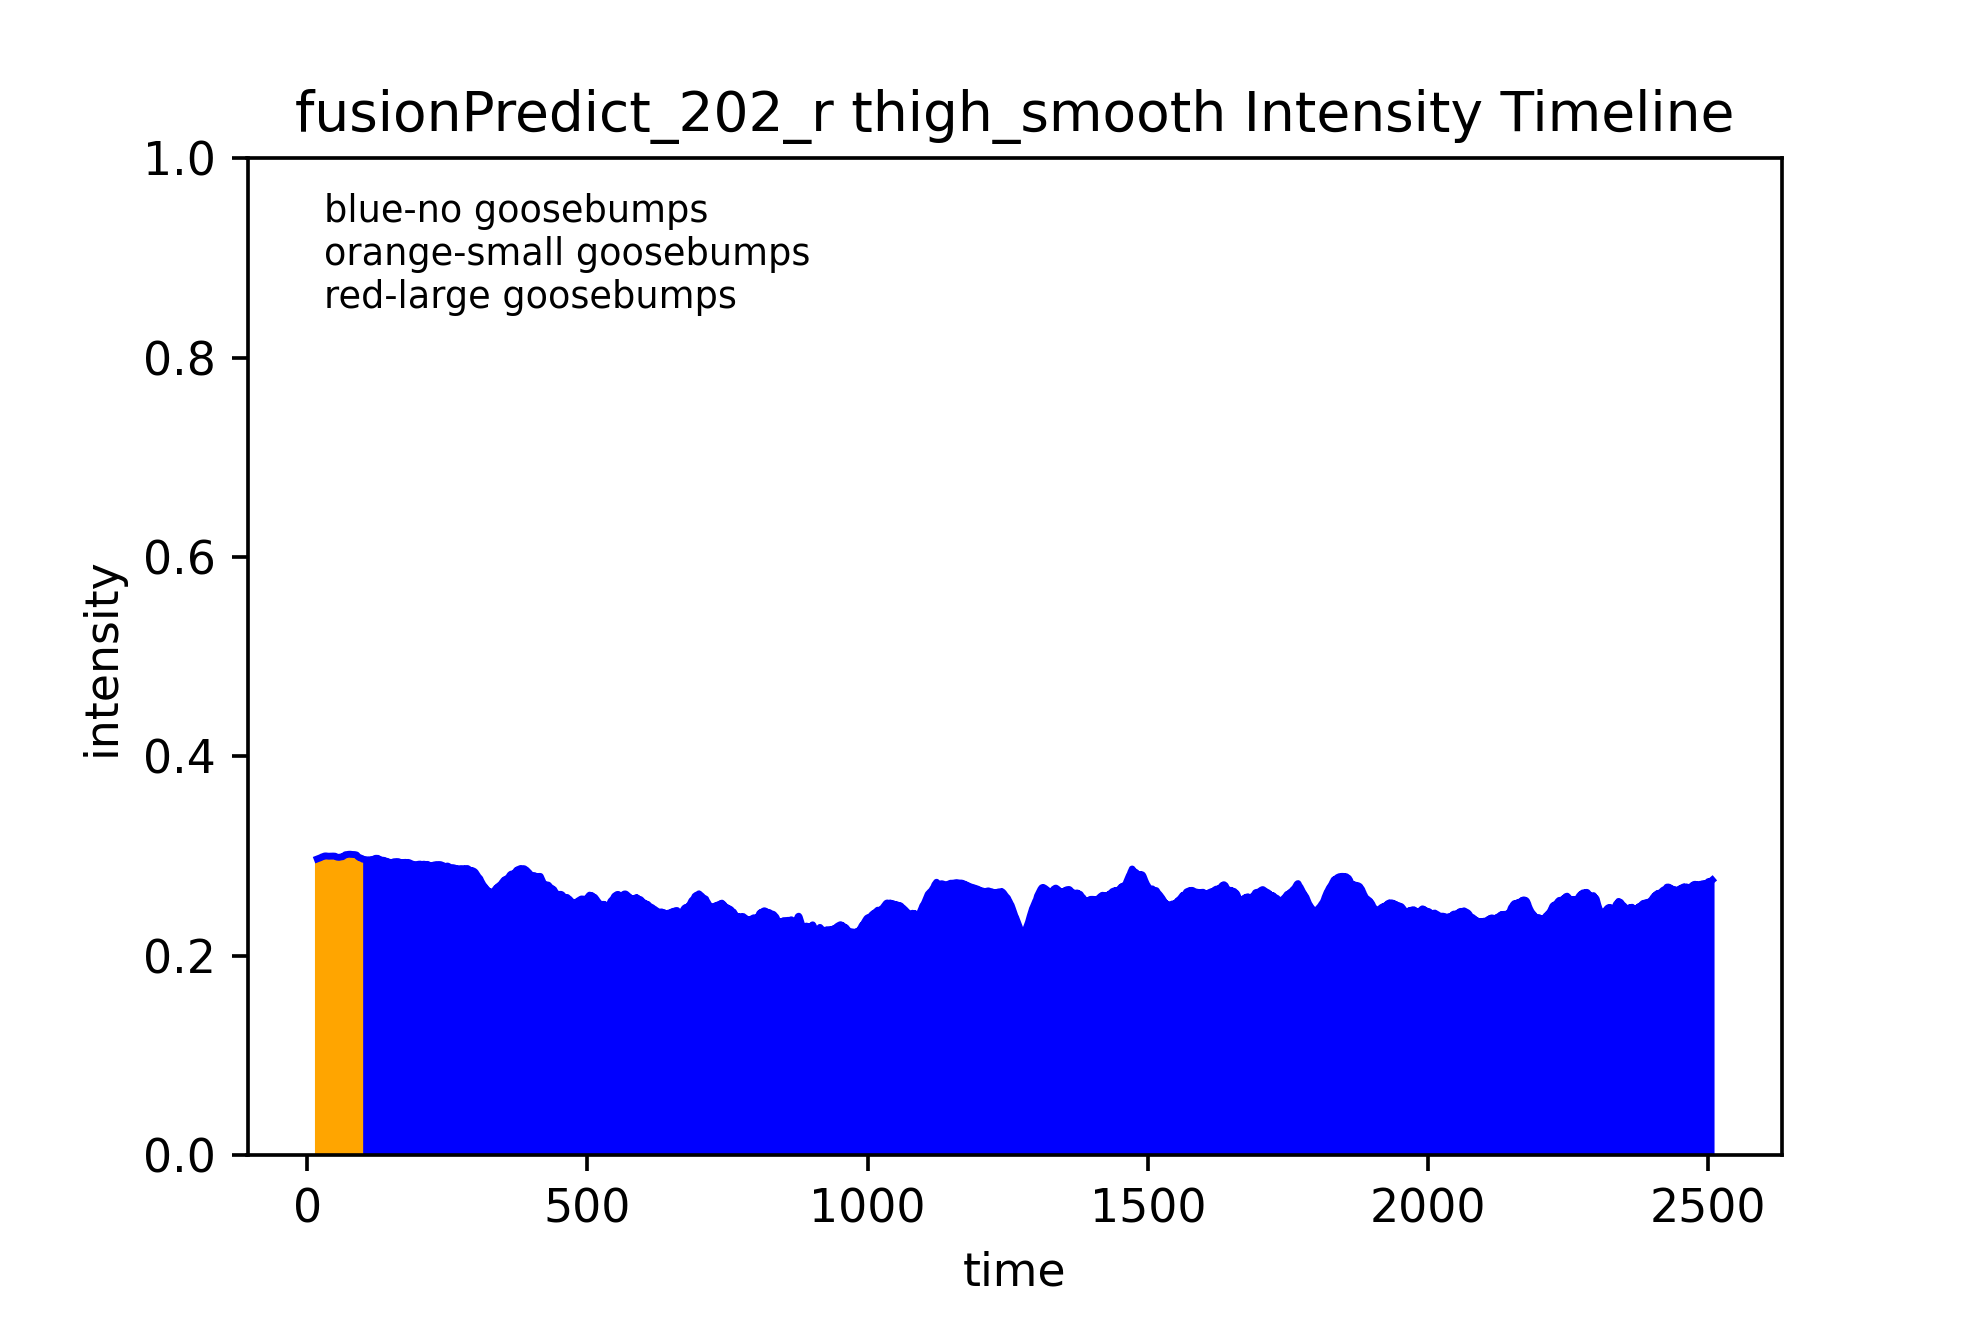 fusionPredict_202_r thigh_smooth Intensity Timeline
1.0
blue-no goosebumps
orange-small goosebumps
red-large goosebumps
0.8
0.6
intensity
0.4
0.2
0.0
0 500 1000 1500 2000 2500
time